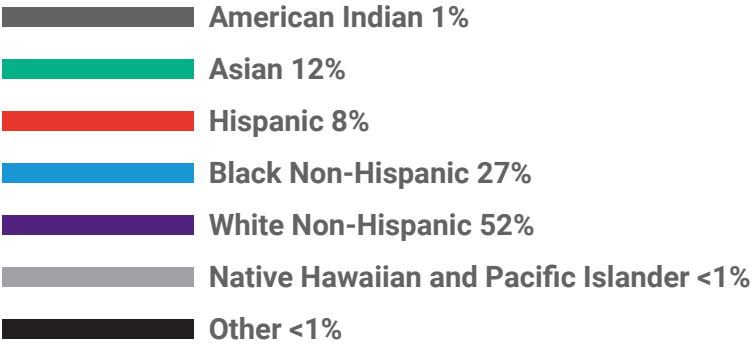 American Indian 1%
Asian 12%
Hispanic 8%
Black Non-Hispanic 27%
White Non-Hispanic 52%
Native Hawaiian and Pacific Islander <1%
Other <1%